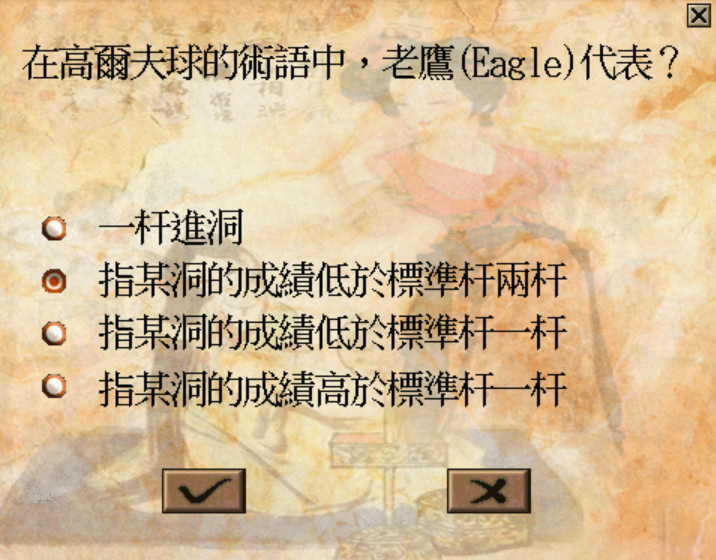 在高爾夫球的術語中，老鷹(Eagle)代表？
一杆進洞
指某洞的成績低於標準杆兩杆
指某洞的成績低於標準杆一杆
指某洞的成績高於標準杆一杆